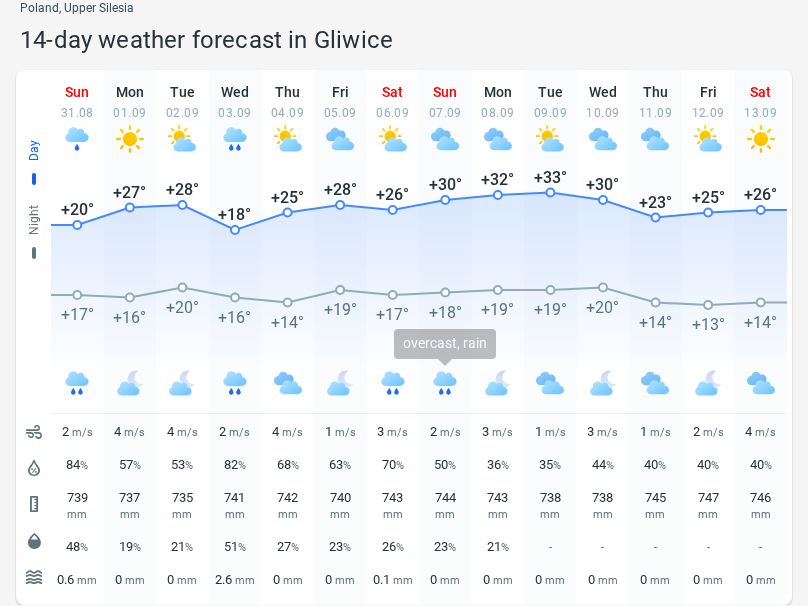 Poland, Upper Silesia
14-day weather forecast in Gliwice
Sun Mon Tue Wed Thu Fri Sat Sun Mon Tue Wed Thu Fri Sat
31.08 01.09 02.09 03.09 04.09 05.09 06.09 07.09 08.09 09.09 10.09 11.09 12.09 13.09
Day
+20° +27° +28° +18° +25° +28° +26° +30° +32° +33° +30° +23° +25° +26°
Night
+17° +16° +20° +16° +14° +19° +17° +18° +19° +19° +20° +14° +13° +14°
overcast, rain
2 m/s 4 m/s 4 m/s 2 m/s 4 m/s 1 m/s 3 m/s 2 m/s 3 m/s 1 m/s 3 m/s 1 m/s 2 m/s 4 m/s
84% 57% 53% 82% 68% 63% 70% 50% 36% 35% 44% 40% 40% 40%
739 737 735 741 742 740 743 744 743 738 738 745 747 746
mm mm mm mm mm mm mm mm mm mm mm mm mm mm
48% 19% 21% 51% 27% 23% 26% 23% 21% - - - - -
0.6 mm 0 mm 0 mm 2.6 mm 0 mm 0 mm 0.1 mm 0 mm 0 mm 0 mm 0 mm 0 mm 0 mm 0 mm